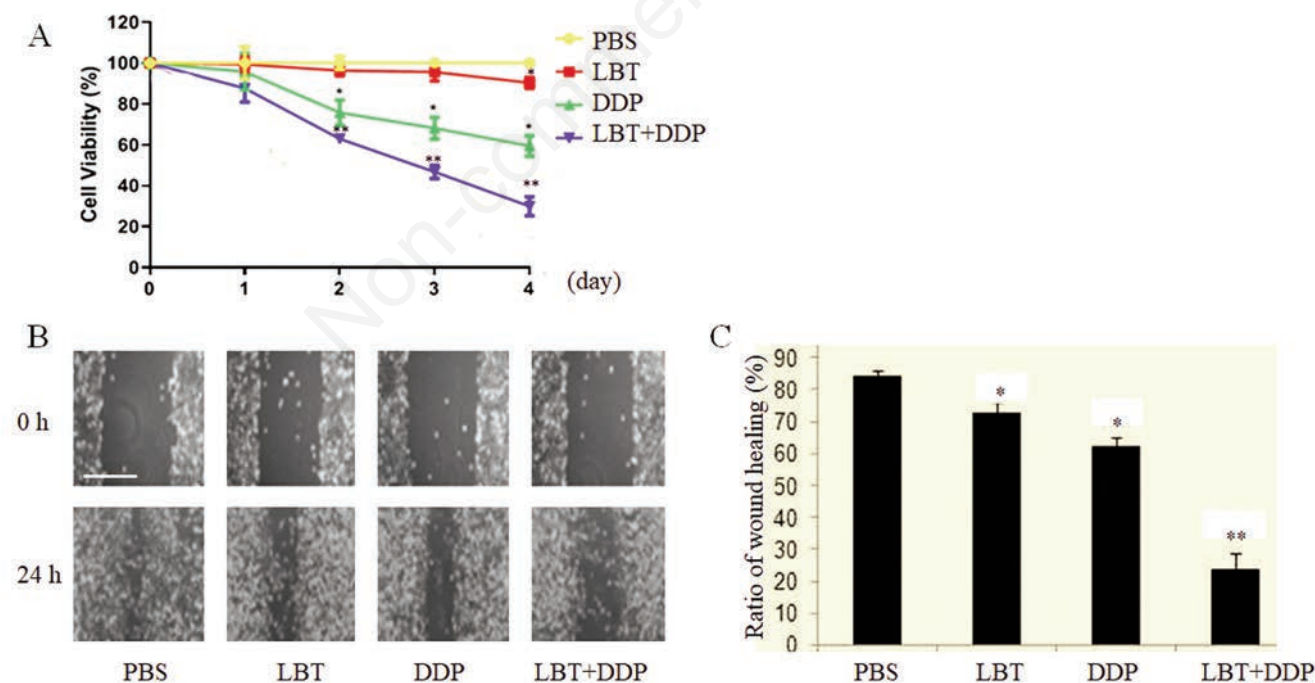 A
Cell Viability (%)
120
100
80
60
40
20
0
0 1 2 3 4
(day)
PBS
LBT
DDP
LBT+DDP
*
* * *
** ** **
Non-commer
B
0 h
24 h
PBS LBT DDP LBT+DDP
C
Ratio of wound healing (%)
90
80
70
60
50
40
30
20
10
0
*
*
**
PBS LBT DDP LBT+DDP